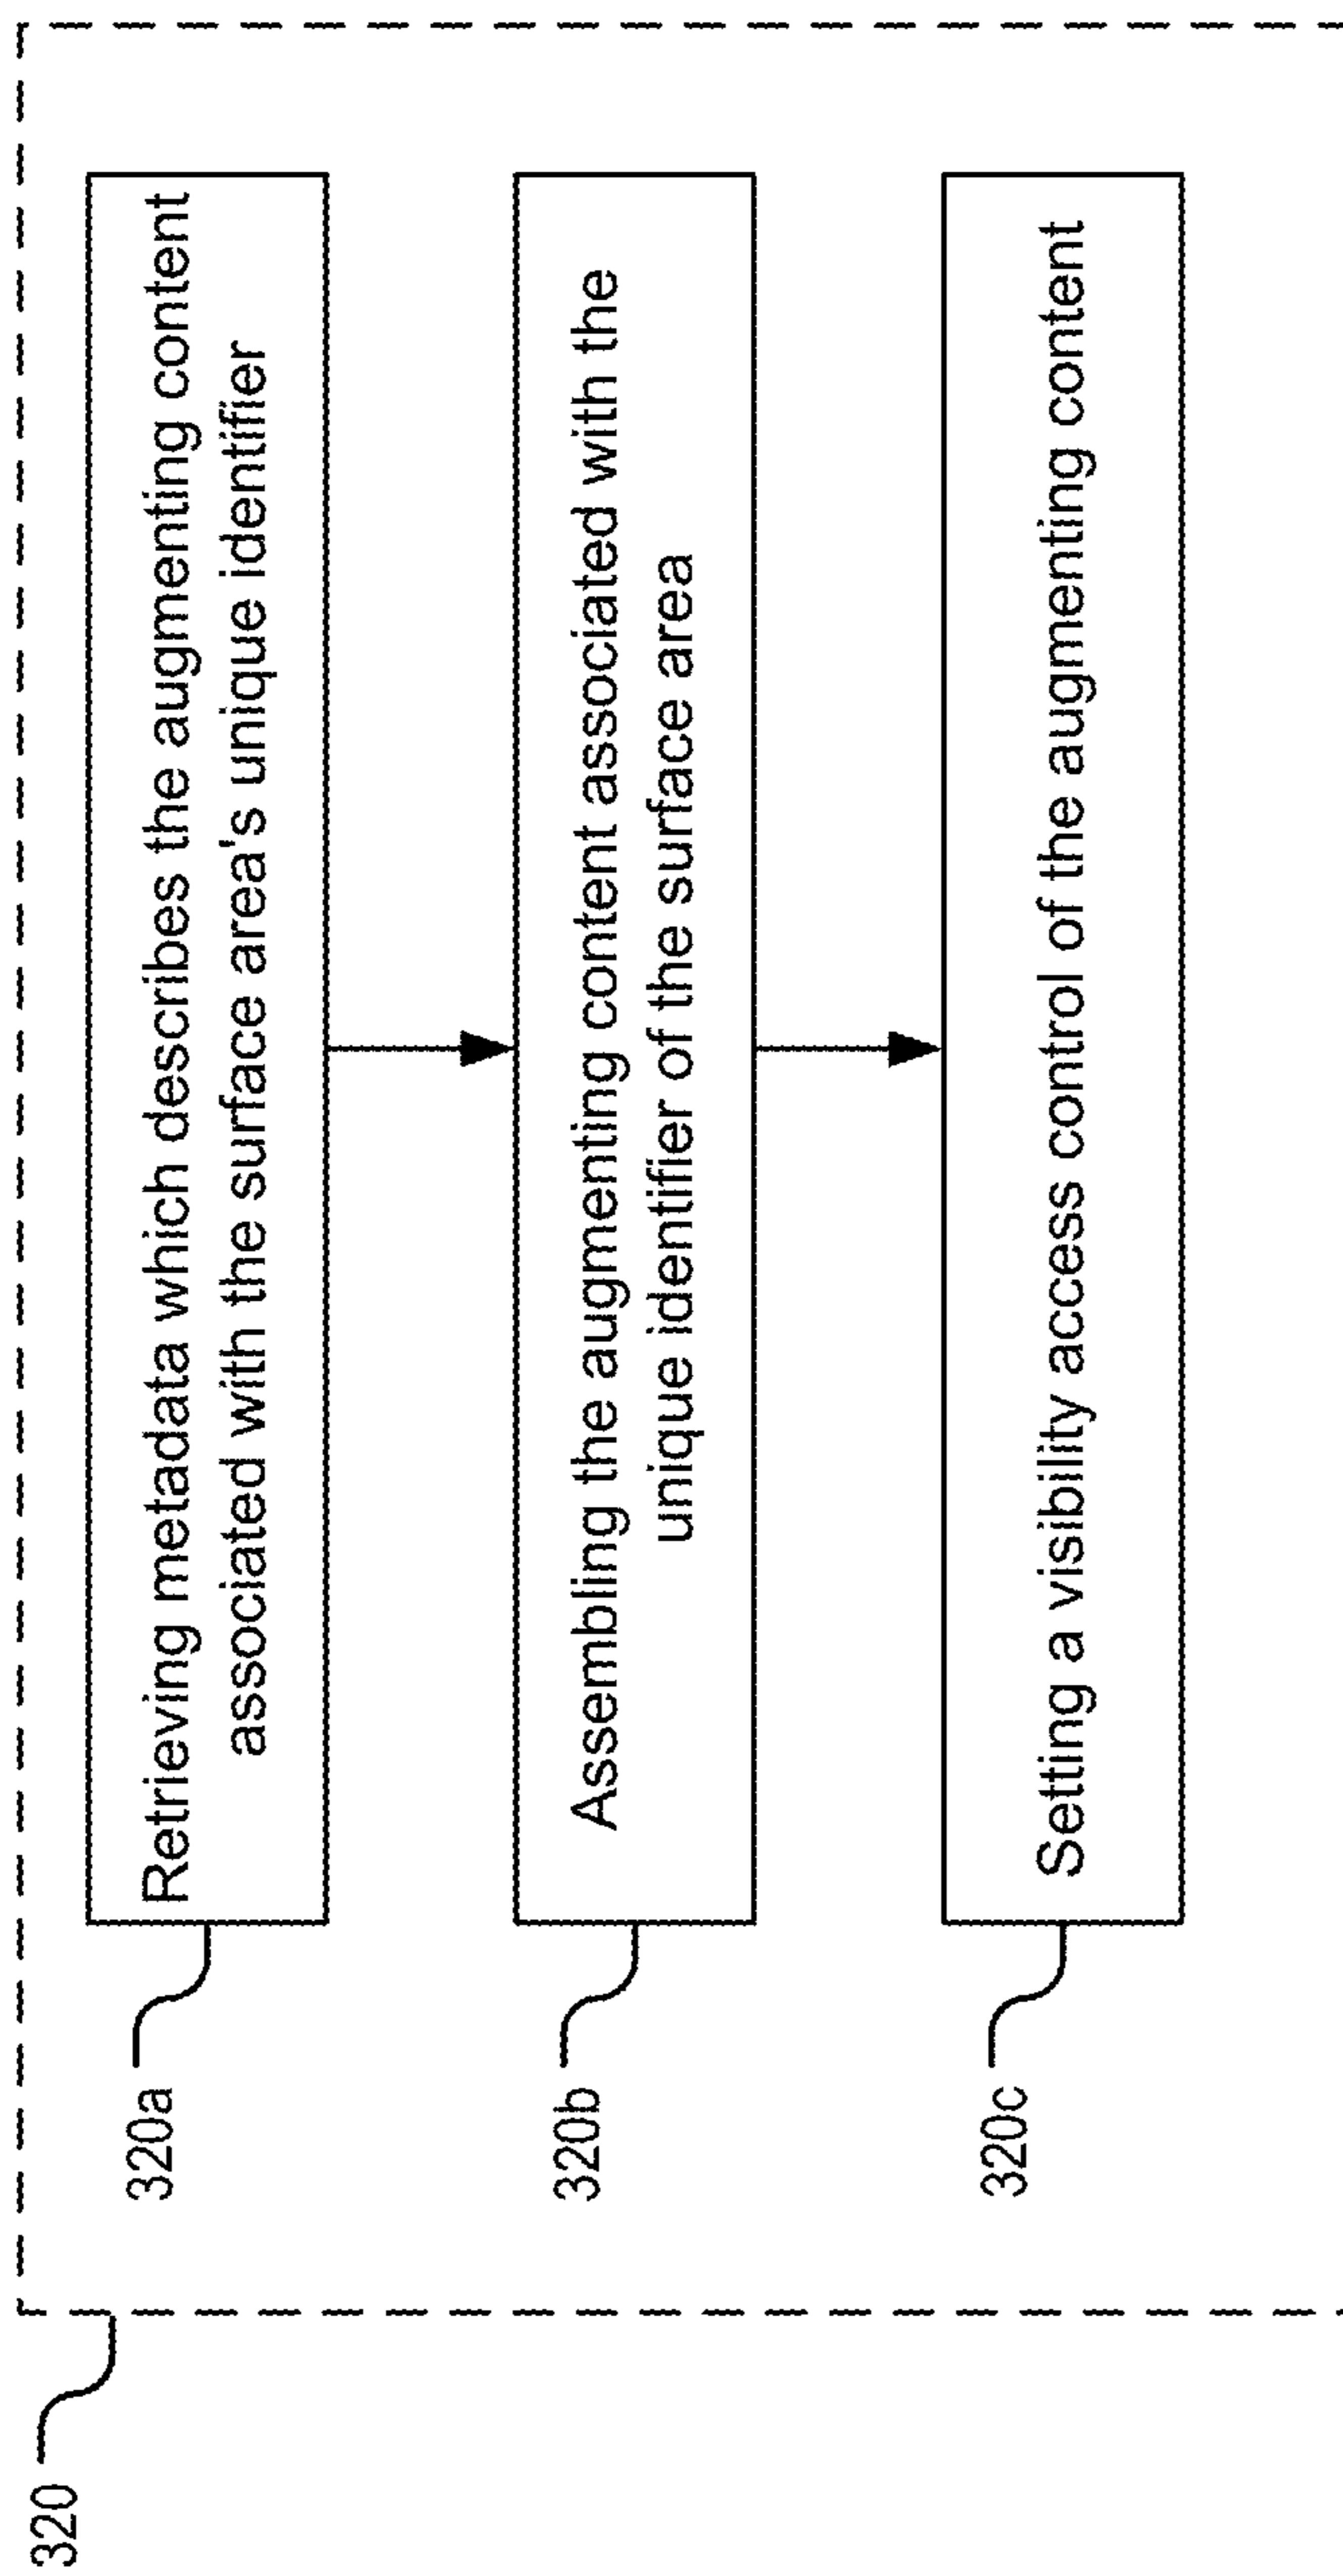 320
320a
Retrieving metadata which describes the augmenting content
associated with the surface area's unique identifier
320b
Assembling the augmenting content associated with the
unique identifier of the surface area
320c
Setting a visibility access control of the augmenting content